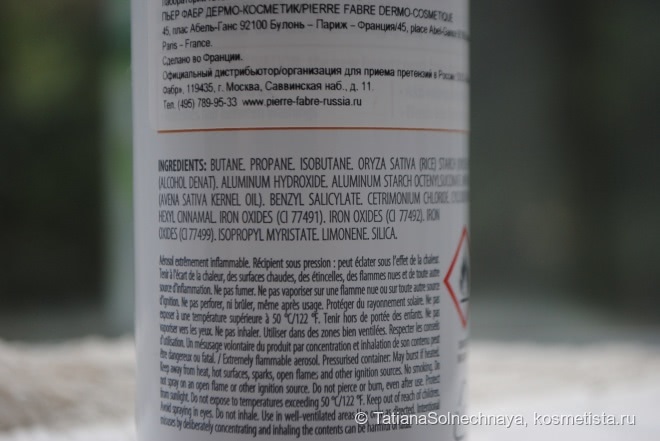 ПЬЕР ФАБР ДЕРМО-КОСМЕТИК/PIERRE FABRE DERMO-COSMETIQUE
45, плас Абель-Ганс 92100 Булонь – Париж – Франция/45, place Abel-Gance
Paris – France.
Сделано во Франции.
Официальный дистрибьютор/организация для приема претензий в России:
Фабр», 119435, г. Москва, Саввинская наб., д. 11.
Тел. (495) 789-95-33 www.pierre-fabre-russia.ru
INGREDIENTS: BUTANE. PROPANE. ISOBUTANE. ORYZA SATIVA (RICE) STARCH
(ALCOHOL DENAT). ALUMINUM HYDROXIDE. ALUMINUM STARCH OCTENYLSUCCINATE.
(AVENA SATIVA KERNEL OIL). BENZYL SALICYLATE. CETRIMONIUM CHLORIDE.
HEXYL CINNAMAL. IRON OXIDES (CI 77491). IRON OXIDES (CI 77492). IRON
OXIDES (CI 77499). ISOPROPYL MYRISTATE. LIMONENE. SILICA.
Aérosol extrêmement inflammable. Récipient sous pression : peut éclater sous l'effet de la chaleur.
Tenir à l'écart de la chaleur, des surfaces chaudes, des étincelles, des flammes nues et de toute autre
source d'inflammation. Ne pas fumer. Ne pas vaporiser sur une flamme nue ou sur toute autre source
d'ignition. Ne pas perforer, ni brûler, même après usage. Protéger du rayonnement solaire. Ne pas
exposer à une température supérieure à 50 °C/122 °F. Tenir hors de portée des enfants. Ne pas
vaporiser vers les yeux. Ne pas inhaler. Utiliser dans des zones bien ventilées. Respecter les conseils
d'utilisation. Un mésusage volontaire du produit par concentration et inhalation de son contenu peut
être dangereux ou fatal. / Extremely flammable aerosol. Pressurised container: May burst if heated.
Keep away from heat, hot surfaces, sparks, open flames and other ignition sources. No smoking. Do
not spray on an open flame or other ignition source. Do not pierce or burn, even after use. Protect
from sunlight. Do not expose to temperatures exceeding 50 °C/122 °F. Keep out of reach of children.
Avoid spraying in eyes. Do not inhale. Use in well-ventilated areas.
misuses by deliberately concentrating and inhaling the contents can be harmful or
© TatianaSolnechnaya, kosmetista.ru